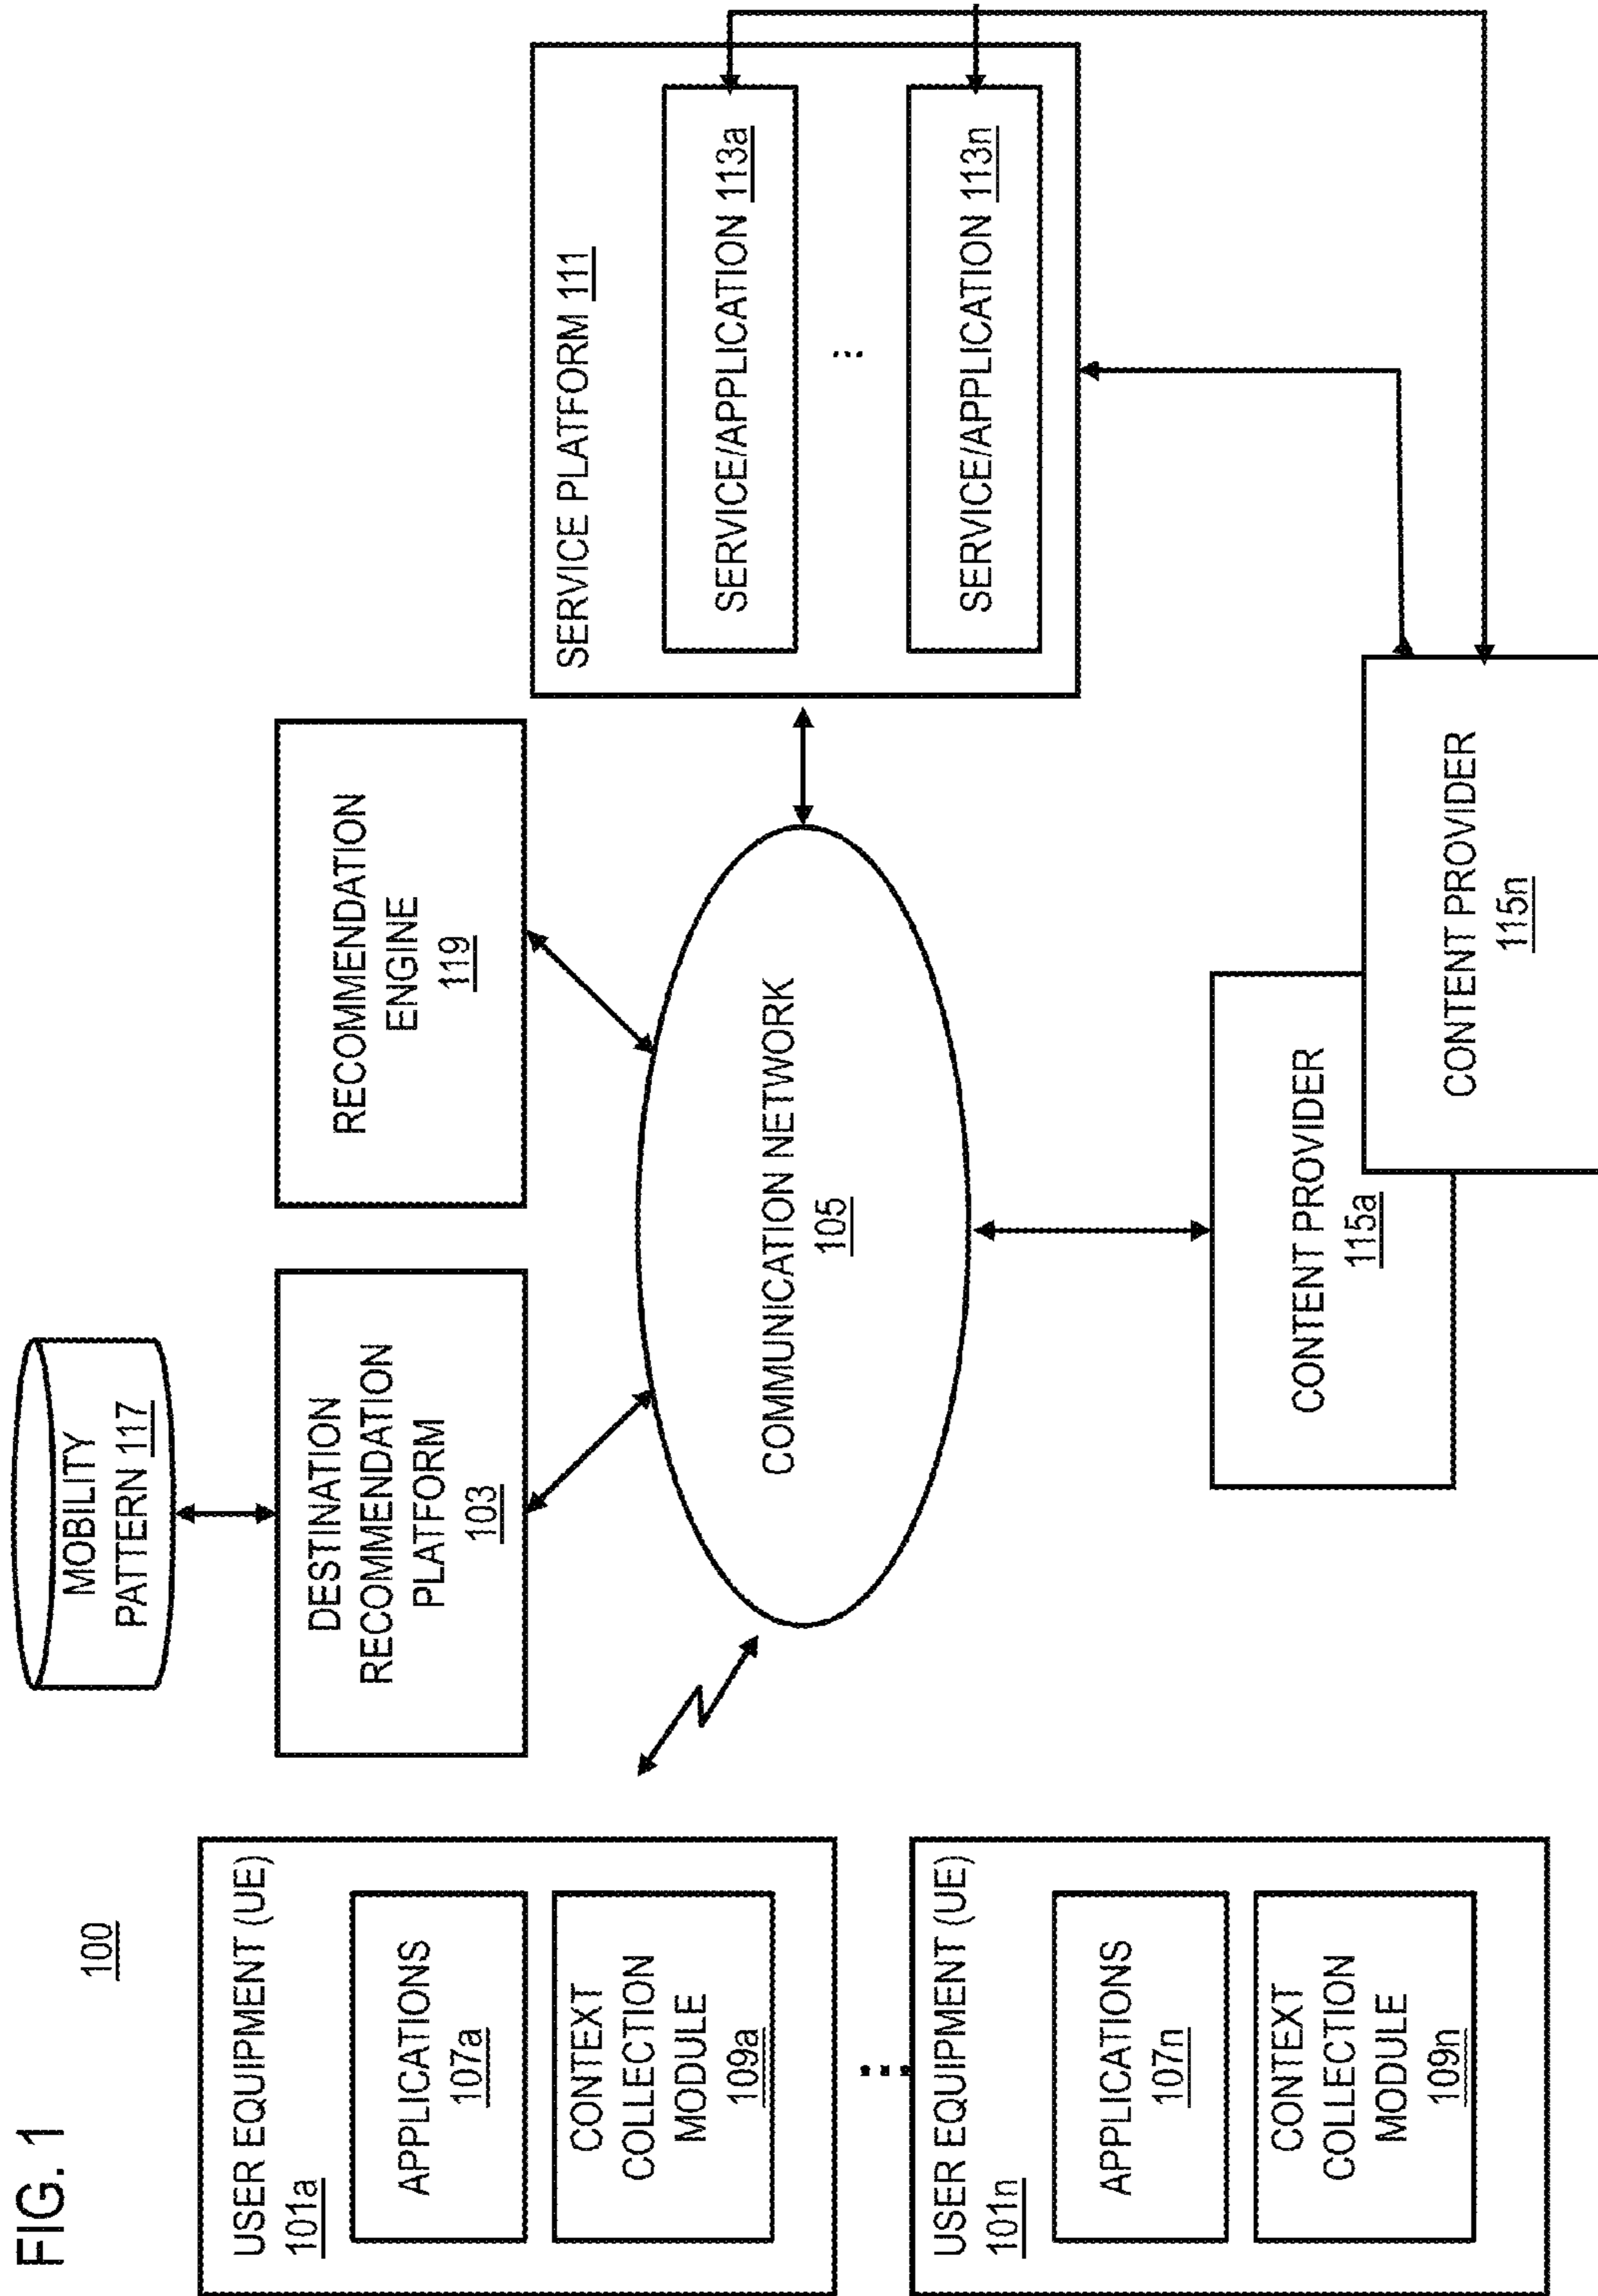 FIG. 1
100
USER EQUIPMENT (UE)
101a
APPLICATIONS
107a
CONTEXT
COLLECTION
MODULE
109a
...
USER EQUIPMENT (UE)
101n
APPLICATIONS
107n
CONTEXT
COLLECTION
MODULE
109n
MOBILITY
PATTERN 117
DESTINATION
RECOMMENDATION
PLATFORM
103
RECOMMENDATION
ENGINE
119
COMMUNICATION NETWORK
105
SERVICE PLATFORM 111
SERVICE/APPLICATION 113a
...
SERVICE/APPLICATION 113n
CONTENT PROVIDER
115a
CONTENT PROVIDER
115n